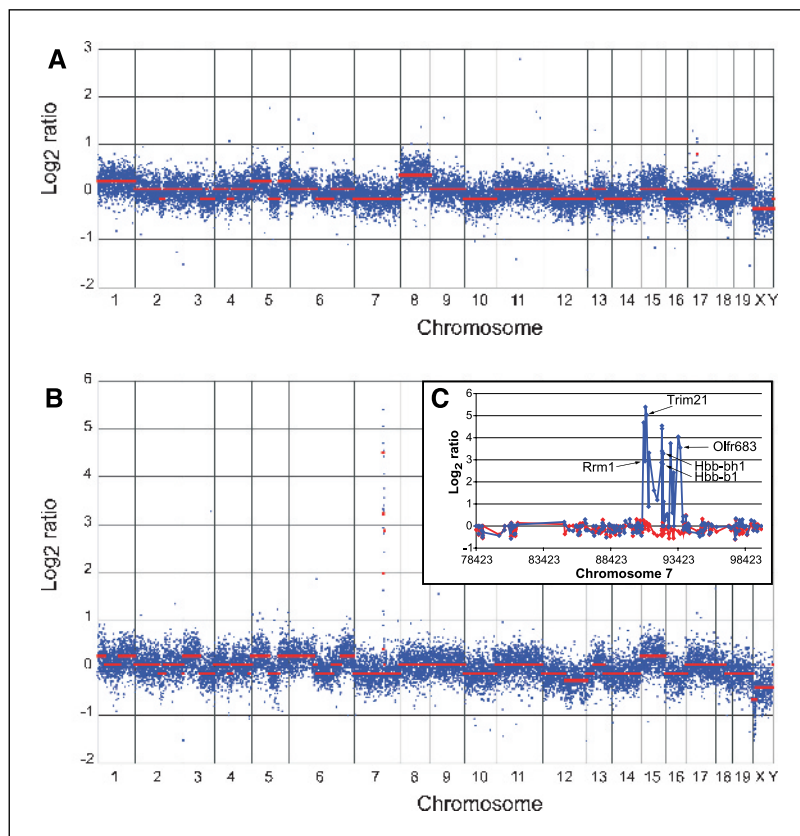 A
3
2
1
0
-1
-2
Log2 ratio
1 2 3 4 5 6 7 8 9 10 11 12 13 14 15 16 17 18 19 X Y
Chromosome
B
6
5
4
3
2
1
0
-1
-2
Log2 ratio
1 2 3 4 5 6 7 8 9 10 11 12 13 14 15 16 17 18 19 X Y
Chromosome
C
6
5
4
3
2
1
0
-1
Log2 ratio
Trim21
Rrm1
Olfr683
Hbb-bh1
Hbb-b1
78423 83423 88423 93423 98423
Chromosome 7